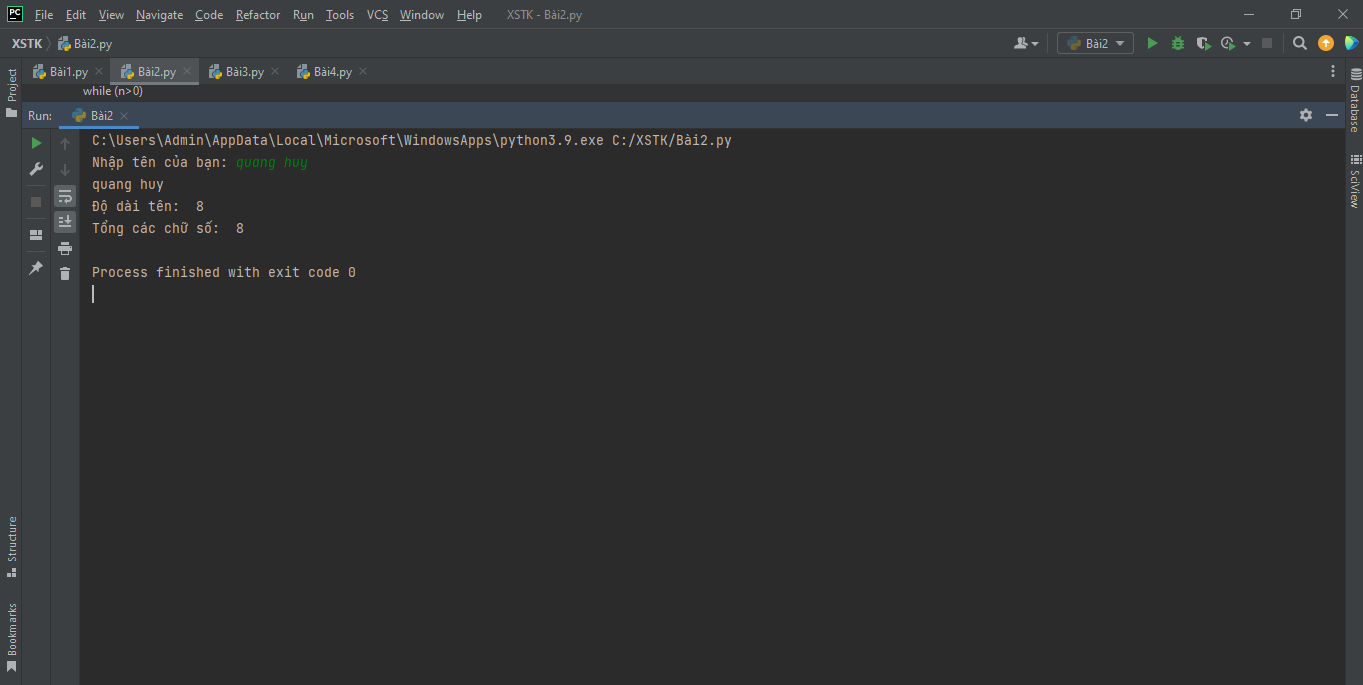 PC File Edit View Navigate Code Refactor Run Tools VCS Window Help XSTK - Bài2.py
XSTK Bài2.py Bài2
Bài1.py Bài2.py Bài3.py Bài4.py
while (n>0)
Run: Bài2
C:\Users\Admin\AppData\Local\Microsoft\WindowsApps\python3.9.exe C:/XSTK/Bài2.py
Nhập tên của bạn: quang huy
quang huy
Độ dài tên:  8
Tổng các chữ số:  8
Process finished with exit code 0
Project
Structure
Bookmarks
Database
SciView